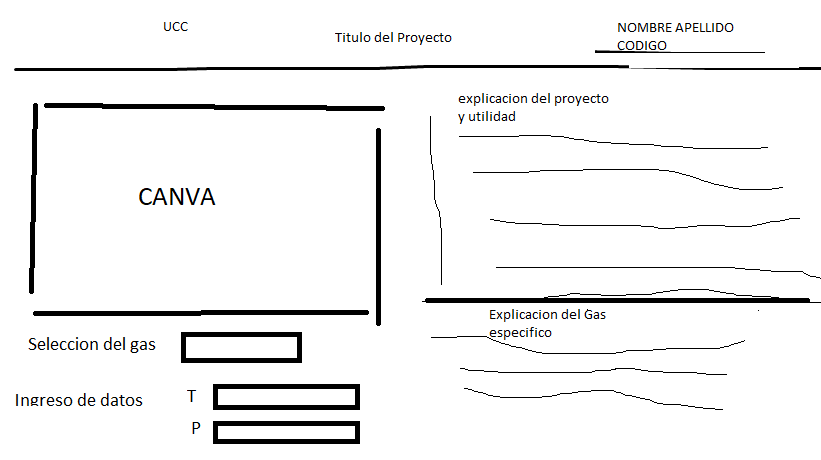 UCC
Titulo del Proyecto
NOMBRE APELLIDO
CODIGO
CANVA
explicacion del proyecto
y utilidad
Explicacion del Gas
especifico
Seleccion del gas
Ingreso de datos
T
P